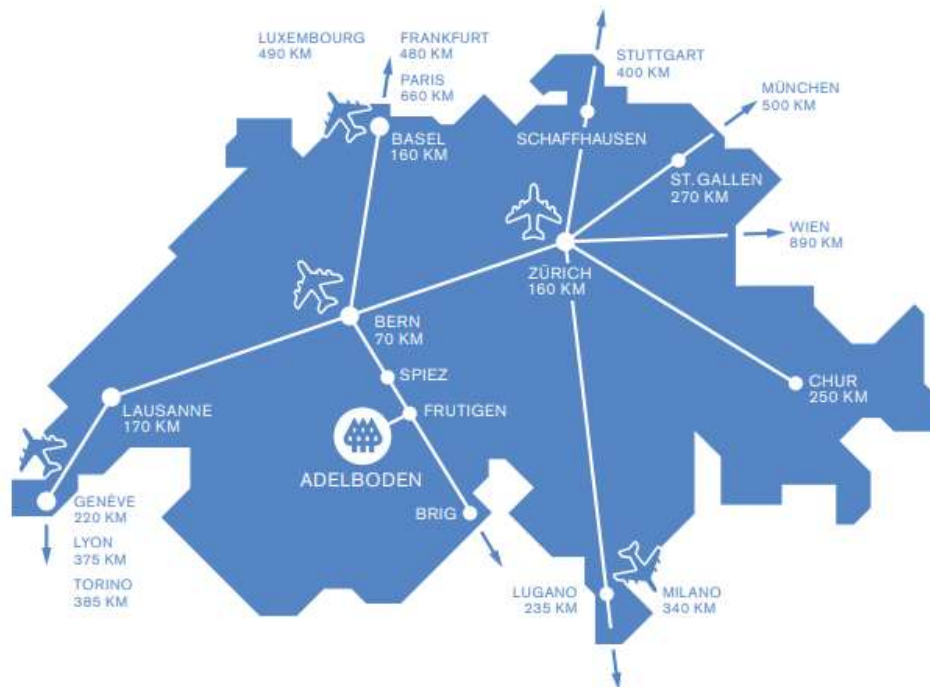 LUXEMBOURG
490 KM
FRANKFURT
480 KM
PARIS
660 KM
STUTTGART
400 KM
MÜNCHEN
500 KM
BASEL
160 KM
SCHAFFHAUSEN
ST. GALLEN
270 KM
WIEN
890 KM
ZÜRICH
160 KM
BERN
70 KM
SPIEZ
CHUR
250 KM
LAUSANNE
170 KM
FRUTIGEN
ADELBODEN
BRIG
GENÈVE
220 KM
LYON
375 KM
TORINO
385 KM
LUGANO
235 KM
MILANO
340 KM